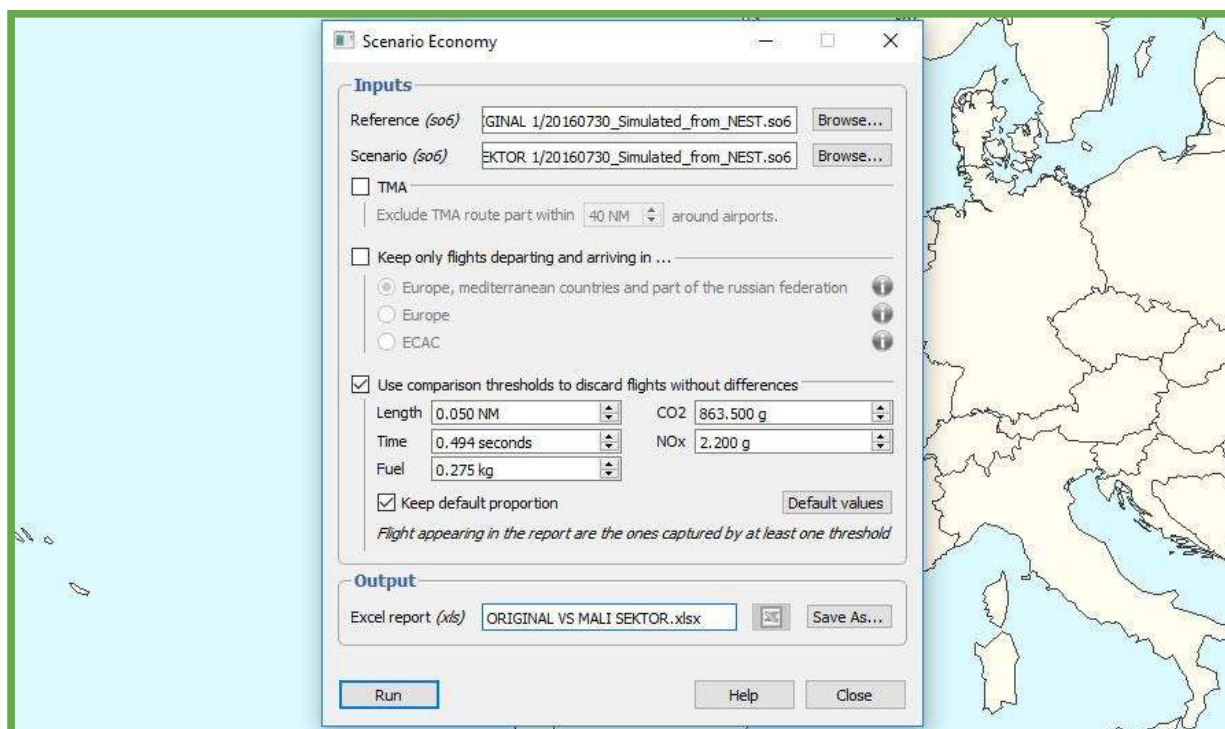 Scenario Economy
Inputs
Reference (so6) GINAL 1/20160730_Simulated_from_NEST.so6 Browse...
Scenario (so6) EKTOR 1/20160730_Simulated_from_NEST.so6 Browse...
TMA
Exclude TMA route part within 40 NM around airports.
Keep only flights departing and arriving in ...
Europe, mediterranean countries and part of the russian federation
Europe
ECAC
Use comparison thresholds to discard flights without differences
Length 0.050 NM CO2 863.500 g
Time 0.494 seconds NOx 2.200 g
Fuel 0.275 kg
Keep default proportion Default values
Flight appearing in the report are the ones captured by at least one threshold
Output
Excel report (xls) ORIGINAL VS MALI SEKTOR.xlsx Save As...
Run Help Close